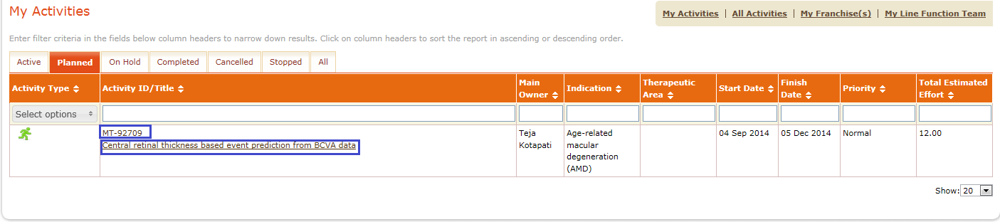 My Activities
My Activities | All Activities | My Franchise(s) | My Line Function Team
Enter filter criteria in the fields below column headers to narrow down results. Click on column headers to sort the report in ascending or descending order.
Active Planned On Hold Completed Cancelled Stopped All
Activity Type Activity ID/Title Main Owner Indication Therapeutic Area Start Date Finish Date Priority Total Estimated Effort
Select options
MT-92709 Teja Kotapati Age-related macular degeneration (AMD) 04 Sep 2014 05 Dec 2014 Normal 12.00
Central retinal thickness based event prediction from BCVA data
Show: 20